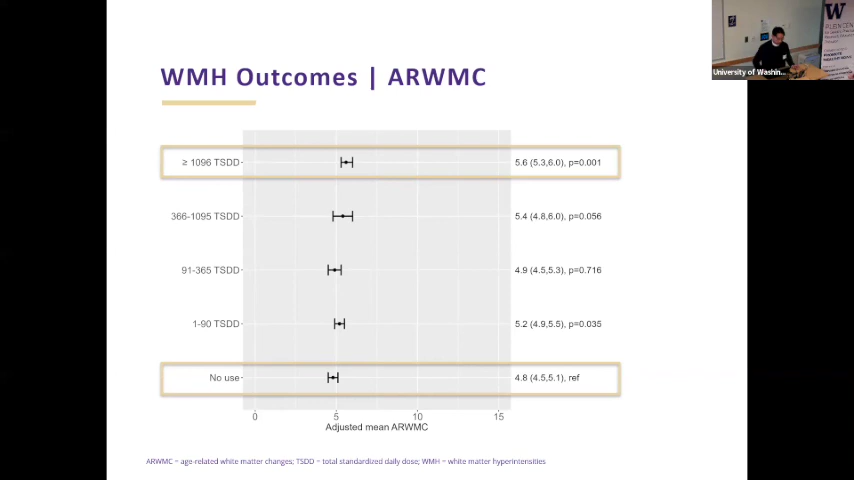 WMH Outcomes | ARWMC
≥ 1096 TSDD
5.6 (5.3,6.0), p=0.001
366-1095 TSDD
5.4 (4.8,6.0), p=0.056
91-365 TSDD
4.9 (4.5,5.3), p=0.716
1-90 TSDD
5.2 (4.9,5.5), p=0.035
No use
4.8 (4.5,5.1), ref
0 5 10 15
Adjusted mean ARWMC
ARWMC = age-related white matter changes; TSDD = total standardized daily dose; WMH = white matter hyperintensities
W
University of Washin...